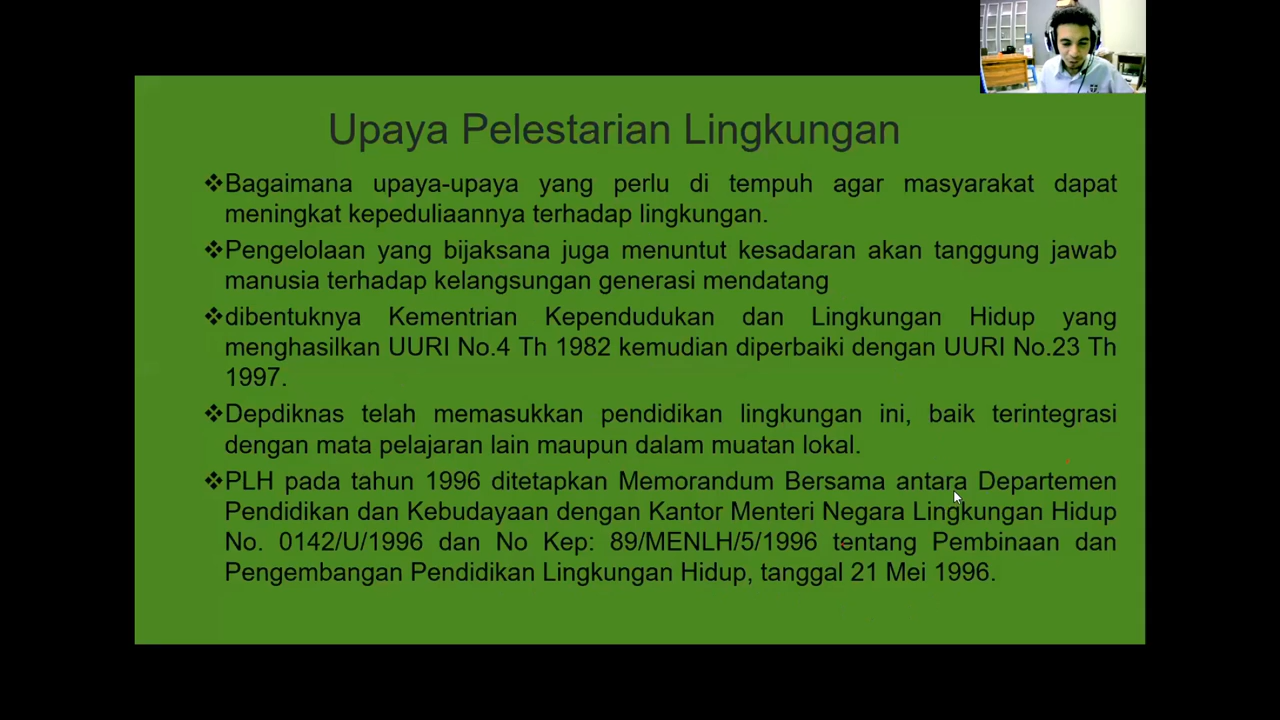 Upaya Pelestarian Lingkungan
❖Bagaimana upaya-upaya yang perlu di tempuh agar masyarakat dapat
meningkat kepeduliaannya terhadap lingkungan.
❖Pengelolaan yang bijaksana juga menuntut kesadaran akan tanggung jawab
manusia terhadap kelangsungan generasi mendatang
❖dibentuknya Kementrian Kependudukan dan Lingkungan Hidup yang
menghasilkan UURI No.4 Th 1982 kemudian diperbaiki dengan UURI No.23 Th
1997.
❖Depdiknas telah memasukkan pendidikan lingkungan ini, baik terintegrasi
dengan mata pelajaran lain maupun dalam muatan lokal.
❖PLH pada tahun 1996 ditetapkan Memorandum Bersama antara Departemen
Pendidikan dan Kebudayaan dengan Kantor Menteri Negara Lingkungan Hidup
No. 0142/U/1996 dan No Kep: 89/MENLH/5/1996 tentang Pembinaan dan
Pengembangan Pendidikan Lingkungan Hidup, tanggal 21 Mei 1996.